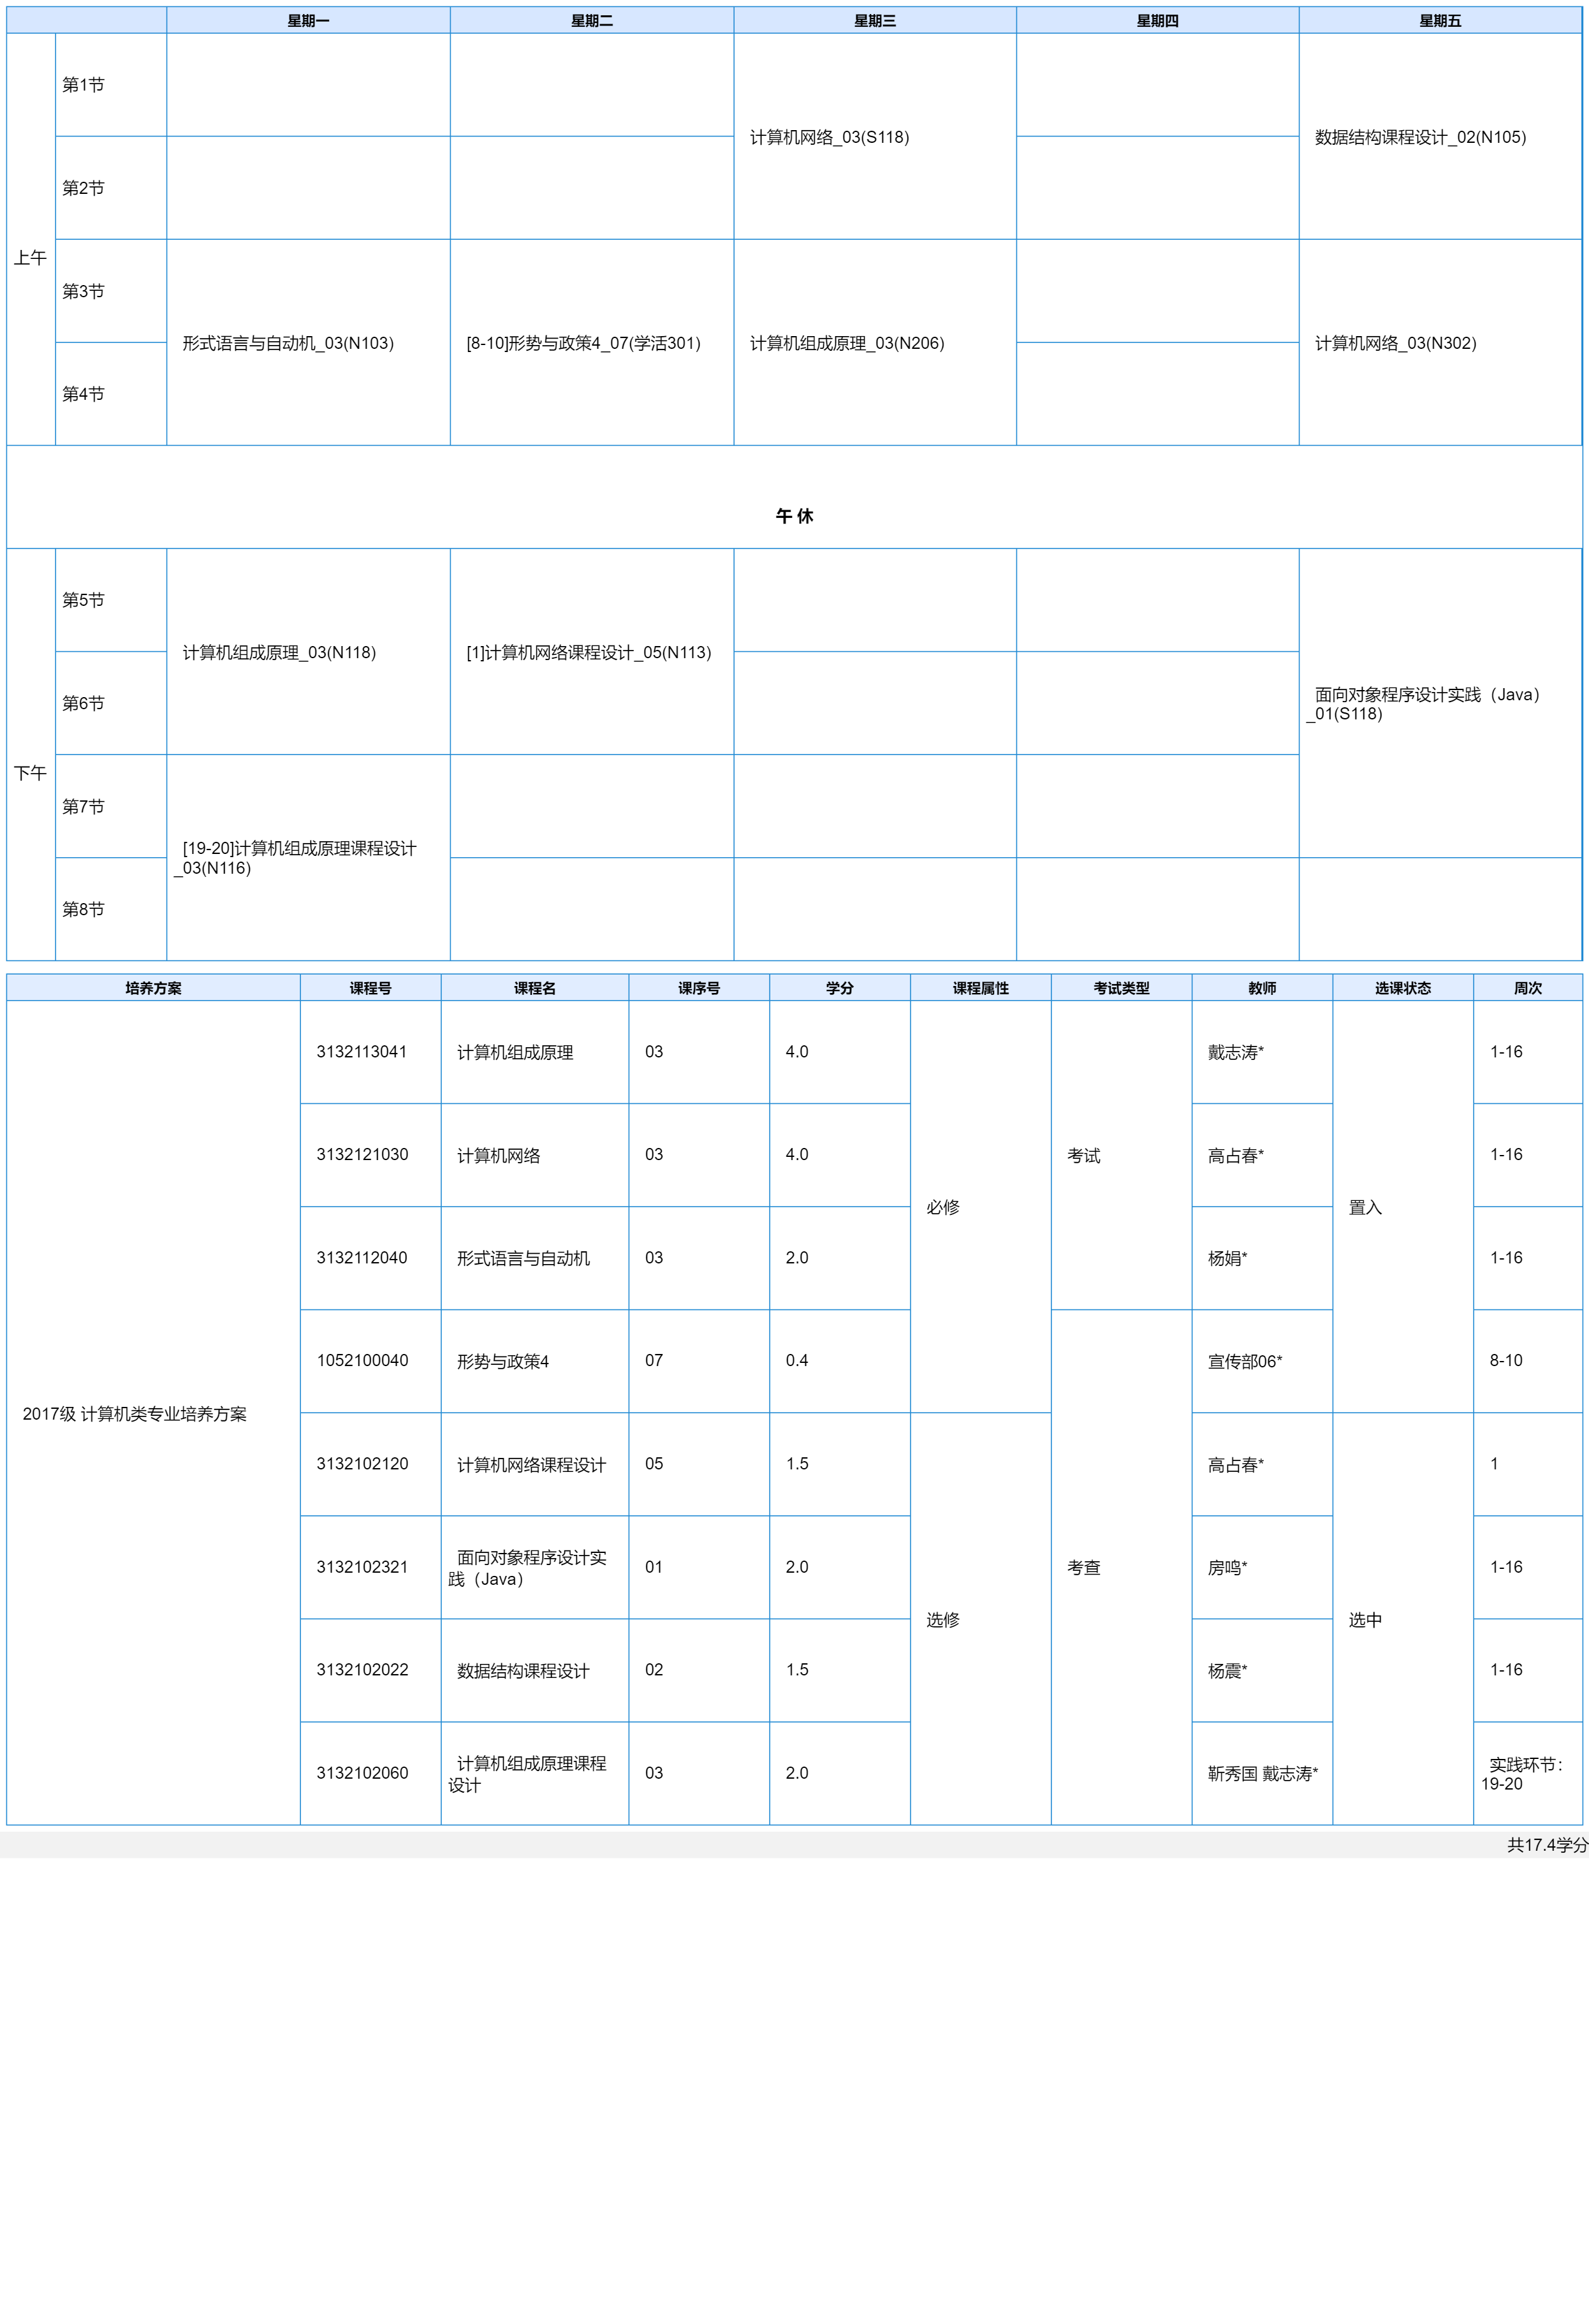 星期一 星期二 星期三 星期四 星期五
上午
第1节
计算机网络_03(S118)
数据结构课程设计_02(N105)
第2节
第3节
形式语言与自动机_03(N103)
[8-10]形势与政策4_07(学活301)
计算机组成原理_03(N206)
计算机网络_03(N302)
第4节
午 休
下午
第5节
计算机组成原理_03(N118)
[1]计算机网络课程设计_05(N113)
面向对象程序设计实践（Java）
_01(S118)
第6节
第7节
[19-20]计算机组成原理课程设计
_03(N116)
第8节
培养方案 课程号 课程名 课序号 学分 课程属性 考试类型 教师 选课状态 周次
2017级 计算机类专业培养方案
3132113041 计算机组成原理 03 4.0 必修 考试 戴志涛* 置入 1-16
3132121030 计算机网络 03 4.0 高占春* 1-16
3132112040 形式语言与自动机 03 2.0 杨娟* 1-16
1052100040 形势与政策4 07 0.4 考查 宣传部06* 8-10
3132102120 计算机网络课程设计 05 1.5 选修 高占春* 选中 1
3132102321 面向对象程序设计实
践（Java） 01 2.0 房鸣* 1-16
3132102022 数据结构课程设计 02 1.5 杨震* 1-16
3132102060 计算机组成原理课程
设计 03 2.0 靳秀国 戴志涛* 实践环节：
19-20
共17.4学分